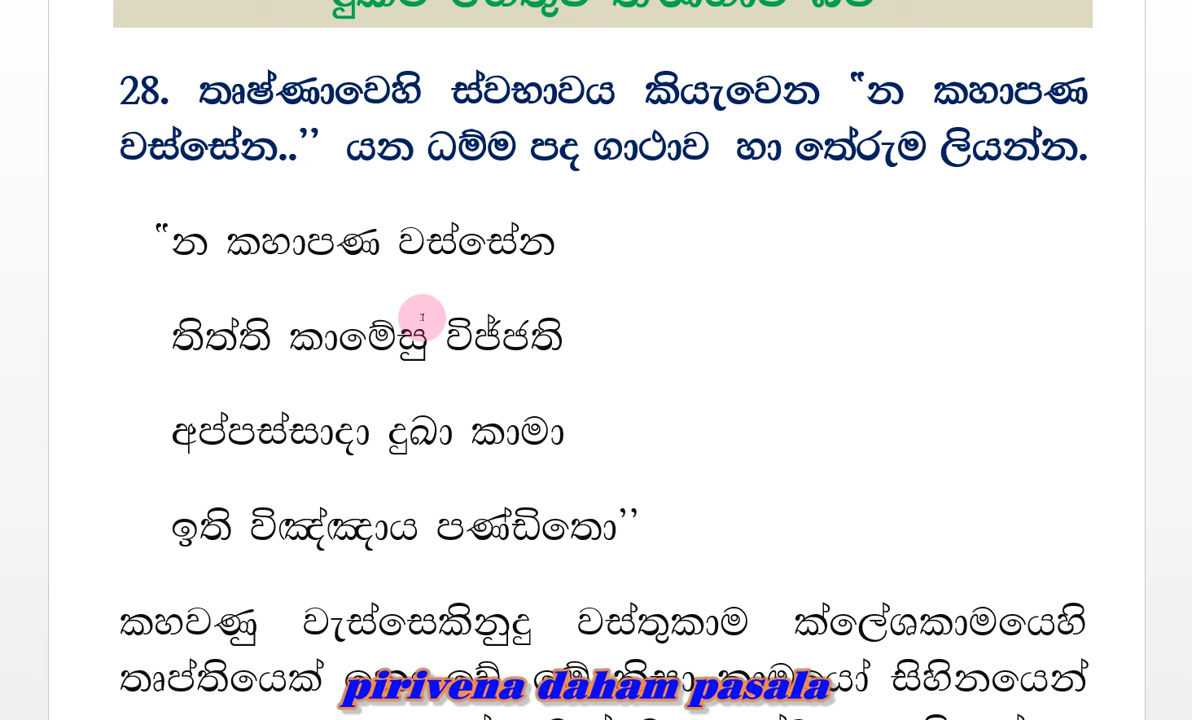 28. තෘෂ්ණාවෙහි ස්වභාවය කියැවෙන “න කහාපණ
වස්සේන..’’ යන ධම්ම පද ගාථාව හා තේරුම ලියන්න.
“න කහාපණ වස්සේන
තිත්ති කාමේසු විජ්ජති
අප්පස්සාදා දුඛා කාමා
ඉති විඤ්ඤාය පණ්ඩිතො’’
කහවණු වැස්සෙකිනුදු වස්තුකාම ක්ලේශකාමයෙහි
තෘප්තියෙක් සිහිනයෙන්
pirivena daham pasala